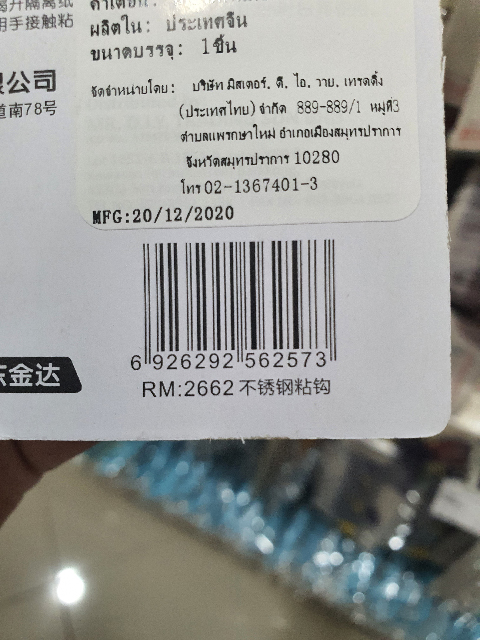 離开隔离纸
用手接触粘
คำเตือน:
ผลิตใน: ประเทศจีน
ขนาดบรรจุ: 1ชิ้น
限公司
道南78号
จัดจำหน่ายโดย: บริษัท มิสเตอร์. ดี. ไอ. วาย. เทรดดิ้ง
(ประเทศไทย) จำกัด 889-889/1 หมู่ที่3
ตำบลแพรกษาใหม่ อำเภอเมืองสมุทรปราการ
จังหวัดสมุทรปราการ 10280
โทร 02-1367401-3
MFG:20/12/2020
6 926292 562573
东金达
RM:2662 不锈钢粘钩